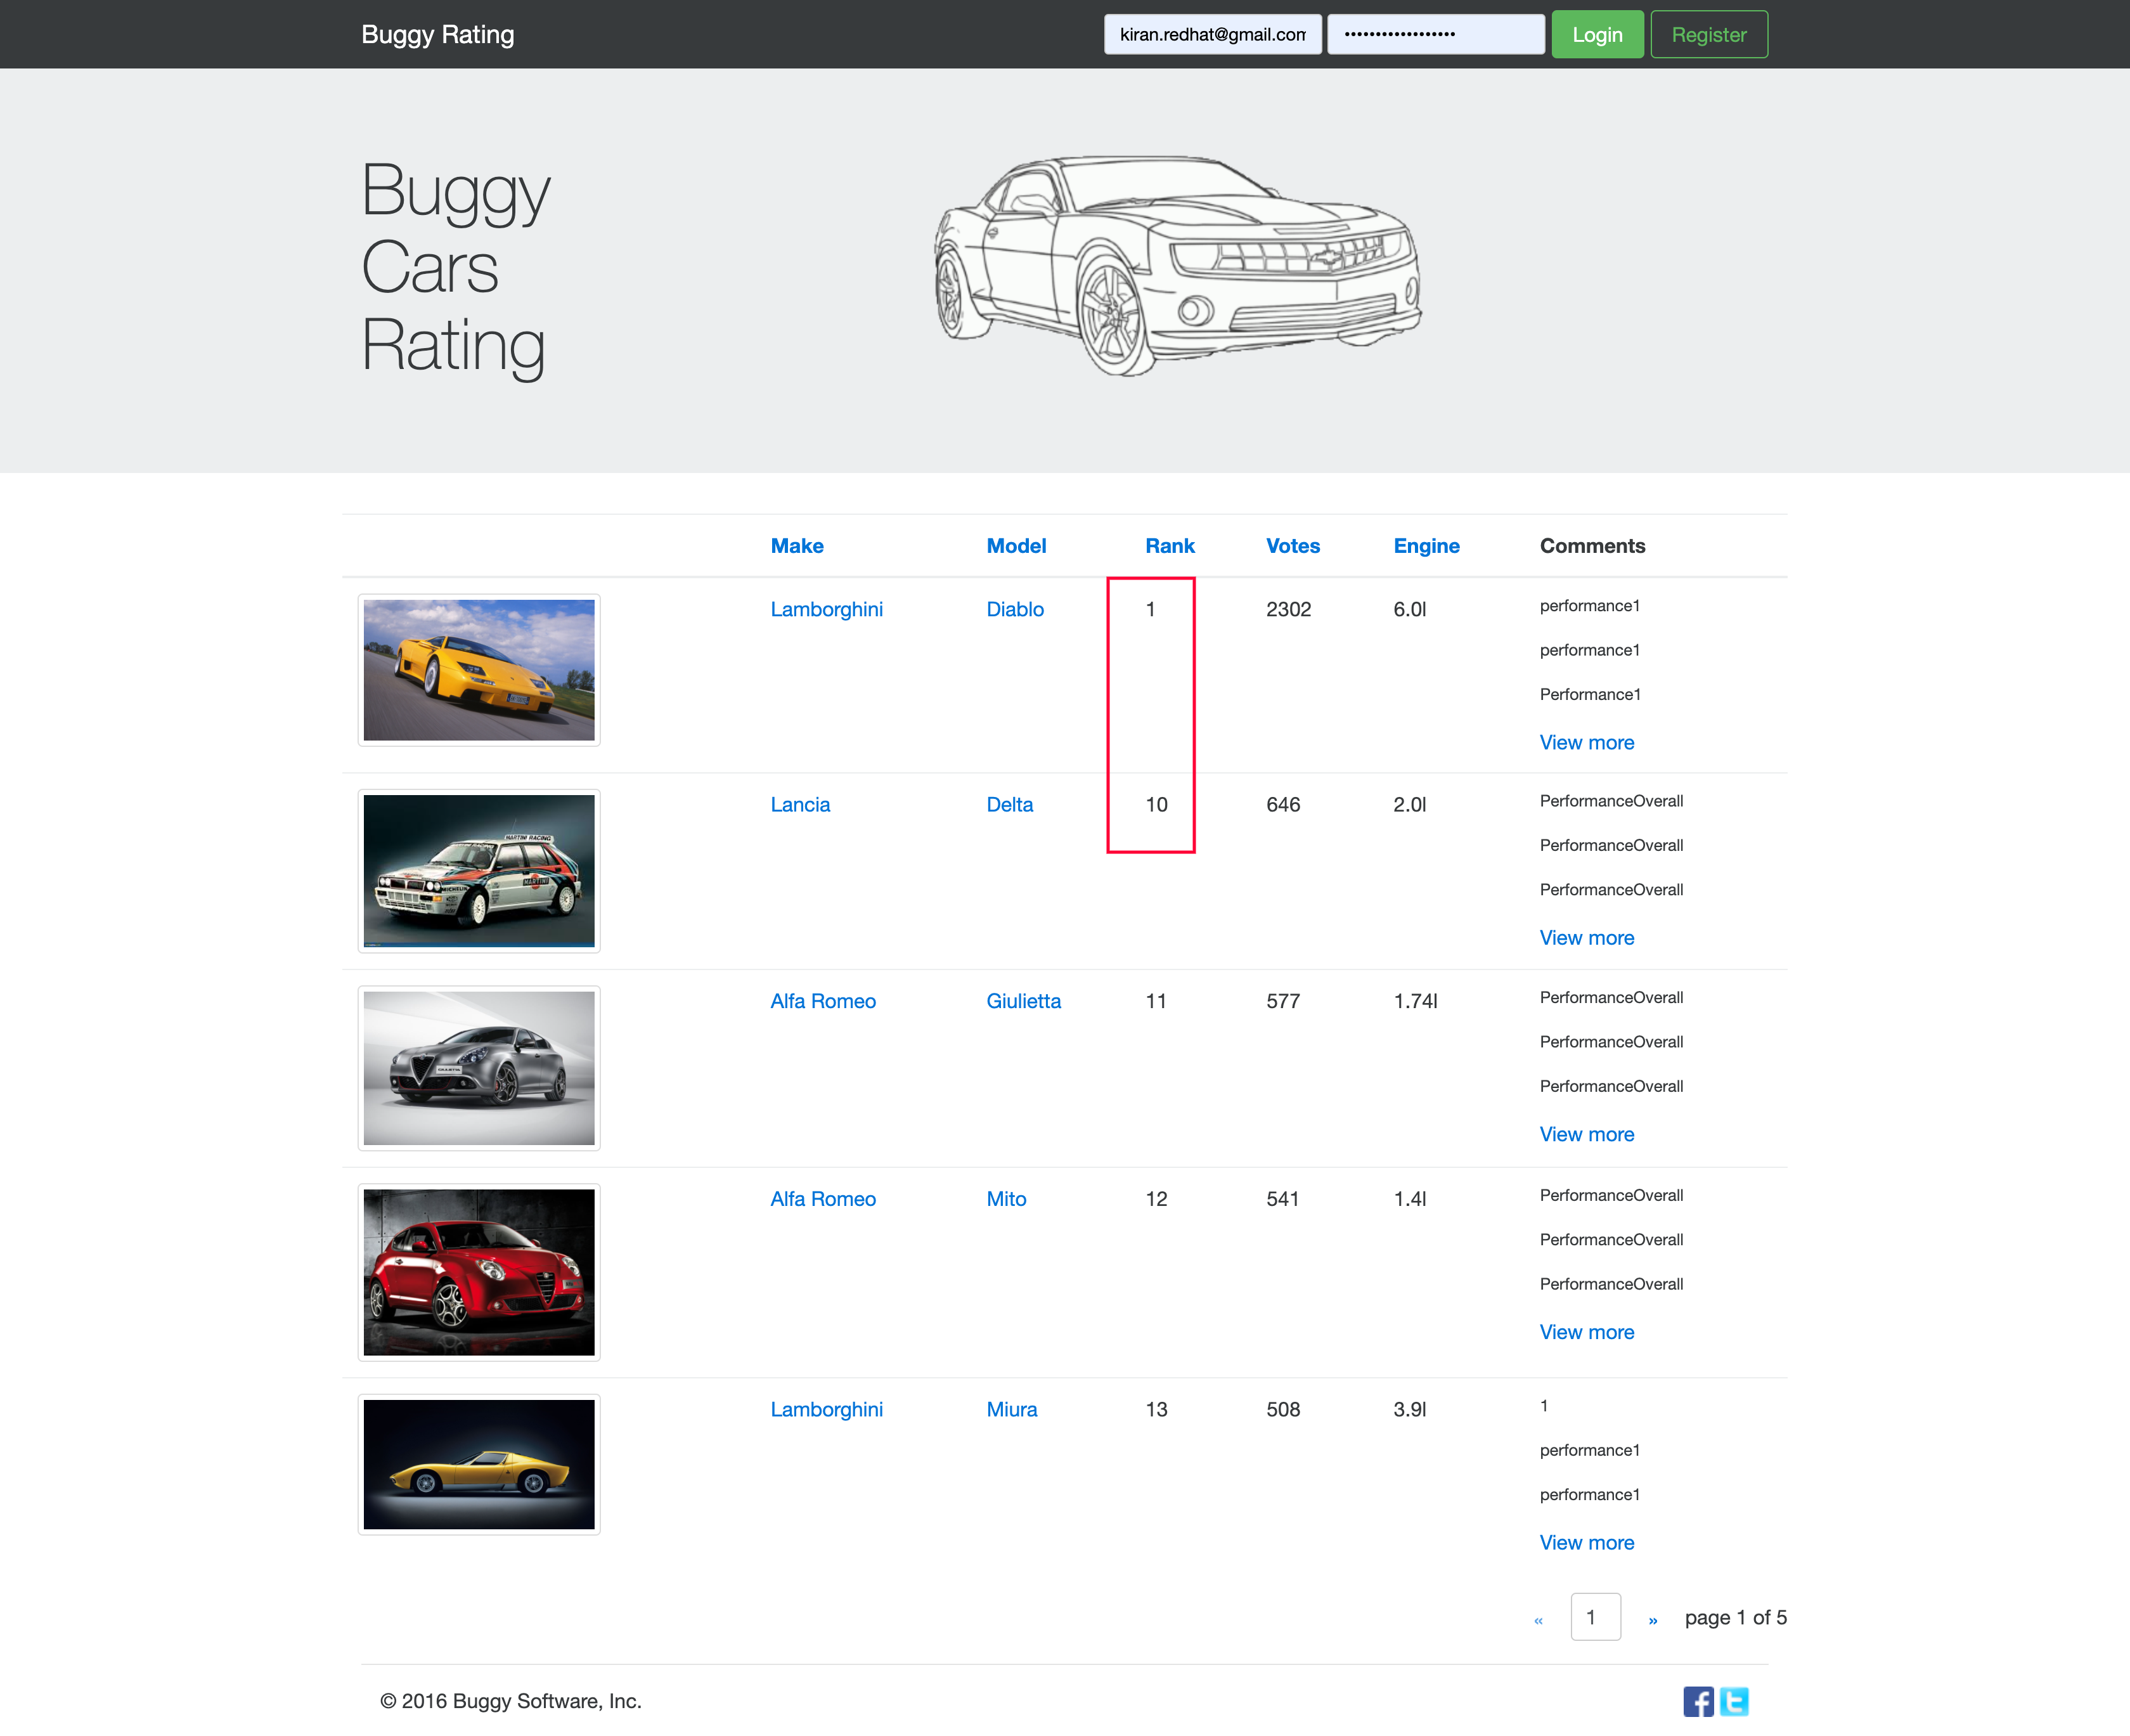 Buggy Rating
kiran.redhat@gmail.com
Login
Register
Buggy
Cars
Rating
Make Model Rank Votes Engine Comments
Lamborghini Diablo 1 2302 6.0l performance1
performance1
Performance1
View more
MARTINI RACING
MARTINI
Lancia Delta 10 646 2.0l PerformanceOverall
PerformanceOverall
PerformanceOverall
View more
Alfa Romeo Giulietta 11 577 1.74l PerformanceOverall
PerformanceOverall
PerformanceOverall
View more
Alfa Romeo Mito 12 541 1.4l PerformanceOverall
PerformanceOverall
PerformanceOverall
View more
Lamborghini Miura 13 508 3.9l 1
performance1
performance1
View more
« 1 » page 1 of 5
© 2016 Buggy Software, Inc.